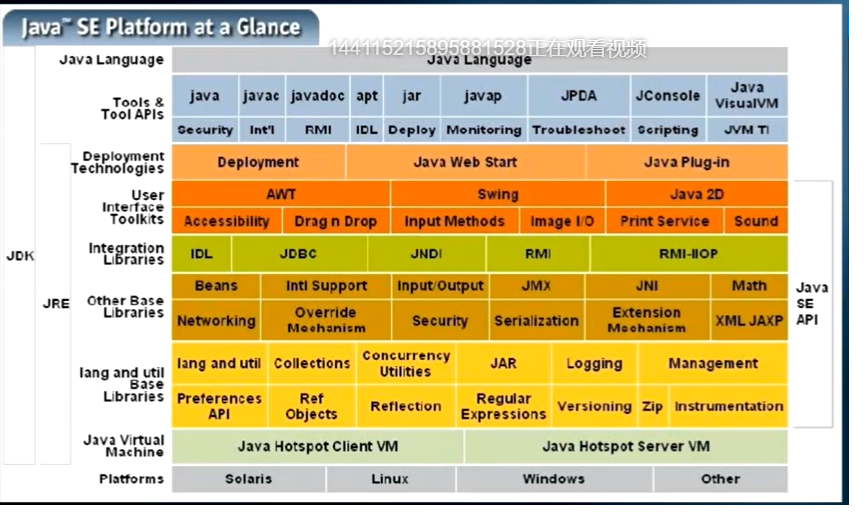 Java™ SE Platform at a Glance
144115215895881528正在观看视频
Java Language Java Language
Tools & Tool APIs
java javac javadoc apt jar javap JPDA JConsole Java VisualVM
Security Int'l RMI IDL Deploy Monitoring Troubleshoot Scripting JVM TI
Deployment Technologies
Deployment Java Web Start Java Plug-in
User Interface Toolkits
AWT Swing Java 2D
Accessibility Drag n Drop Input Methods Image I/O Print Service Sound
Integration Libraries
IDL JDBC JNDI RMI RMI-IIOP
JDK
JRE
Java SE API
Other Base Libraries
Beans Intl Support Input/Output JMX JNI Math
Networking Override Mechanism Security Serialization Extension Mechanism XML JAXP
lang and util Base Libraries
lang and util Collections Concurrency Utilities JAR Logging Management
Preferences API Ref Objects Reflection Regular Expressions Versioning Zip Instrumentation
Java Virtual Machine
Java Hotspot Client VM Java Hotspot Server VM
Platforms Solaris Linux Windows Other